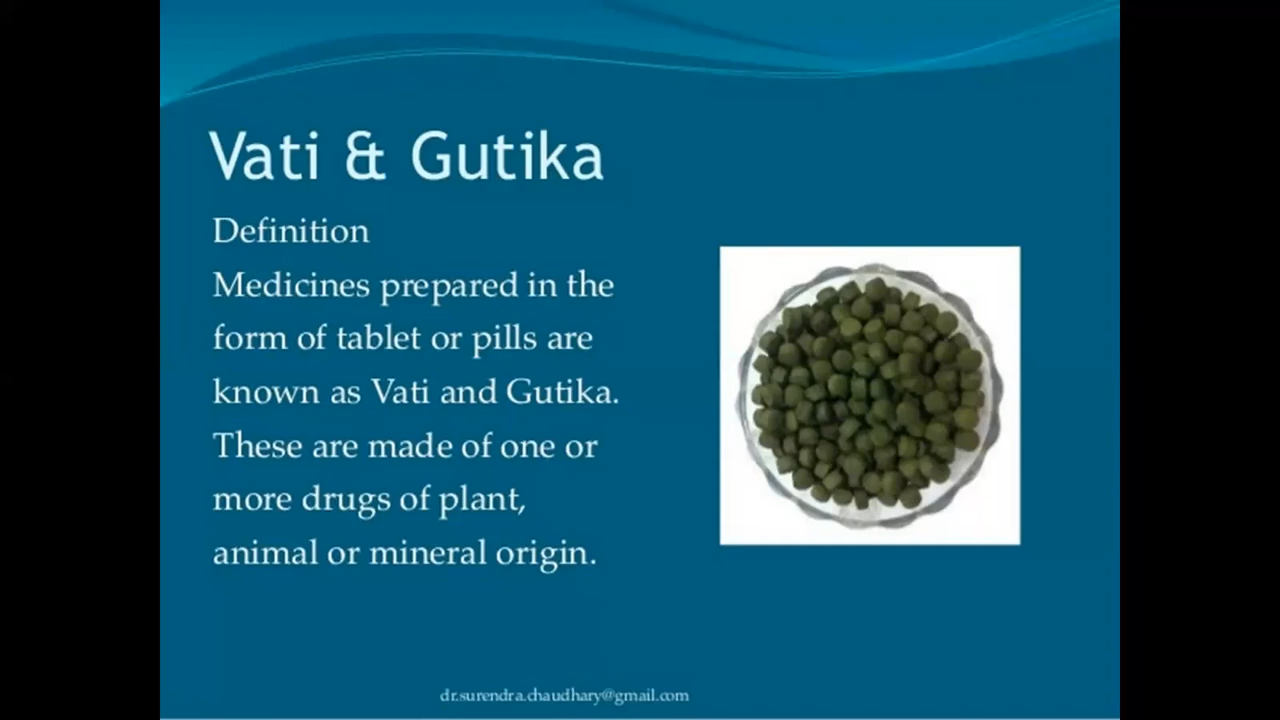 Vati & Gutika
Definition
Medicines prepared in the
form of tablet or pills are
known as Vati and Gutika.
These are made of one or
more drugs of plant,
animal or mineral origin.
dr.surendra.chaudhary@gmail.com